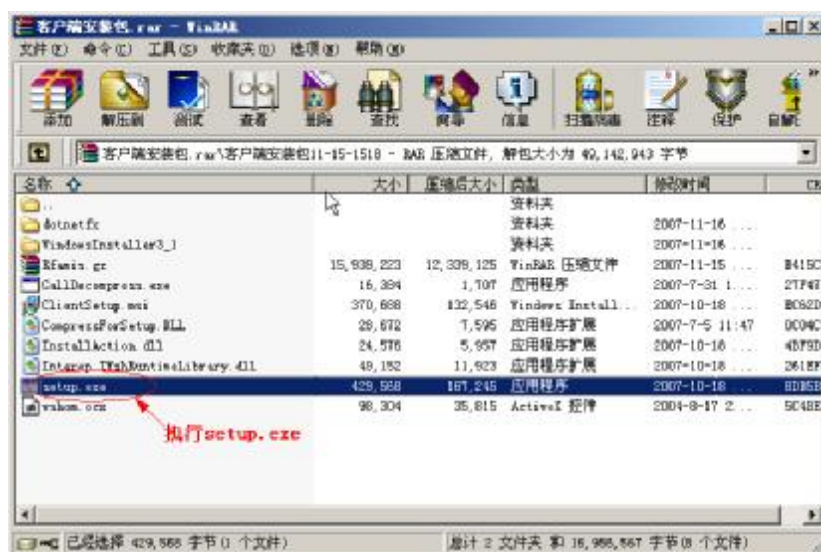 客户端安装包.rar - WinRAR
文件(F) 命令(C) 工具(S) 收藏夹(O) 选项(N) 帮助(H)
添加 解压到 测试 查看 删除 查找 向导 信息 扫描病毒 注释 保护 自解
客户端安装包.rar\客户端安装包11-15-1518 - RAR 压缩文件, 解包大小为 49,142,943 字节
名称 大小 压缩后大小 类型 修改时间 CR
.. 资料夹
dotnetfx 资料夹 2007-11-16 ...
WindowsInstaller3_1 资料夹 2007-11-16 ...
15,938,223 12,339,125 WinRAR 压缩文件 2007-11-15 ... B415C
CallDecompress.exe 16,384 1,707 应用程序 2007-7-31 1... 27F47
ClientSetup.msi 370,688 132,546 Windows Install... 2007-10-18 ...
CompressForSetup.DLL 28,672 7,595 应用程序扩展 2007-7-5 11:47
InstallAction.dll 24,576 5,957 应用程序扩展 2007-10-18 ...
Interop.IWshRuntimeLibrary.dll 49,152 11,923 应用程序扩展 2007-10-18 ...
setup.exe 429,568 167,245 应用程序 2007-10-18 ...
wshom.ocx 98,304 35,815 ActiveX 控件 2004-8-17 2...
执行setup.exe
已经选择 429,568 字节(1 个文件) 总计 2 文件夹 和 16,956,567 字节(8 个文件)